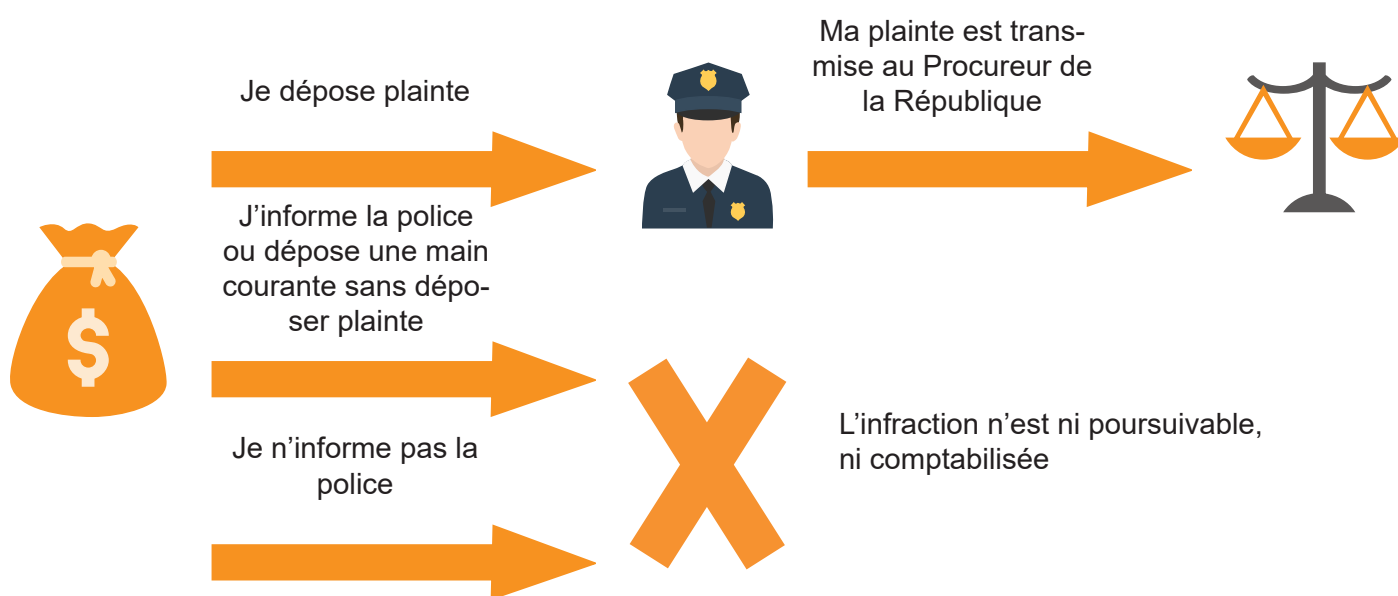 Je dépose plainte
Ma plainte est trans-
mise au Procureur de
la République
J’informe la police
ou dépose une main
courante sans dépo-
ser plainte
$
Je n’informe pas la
police
L’infraction n’est ni poursuivable,
ni comptabilisée